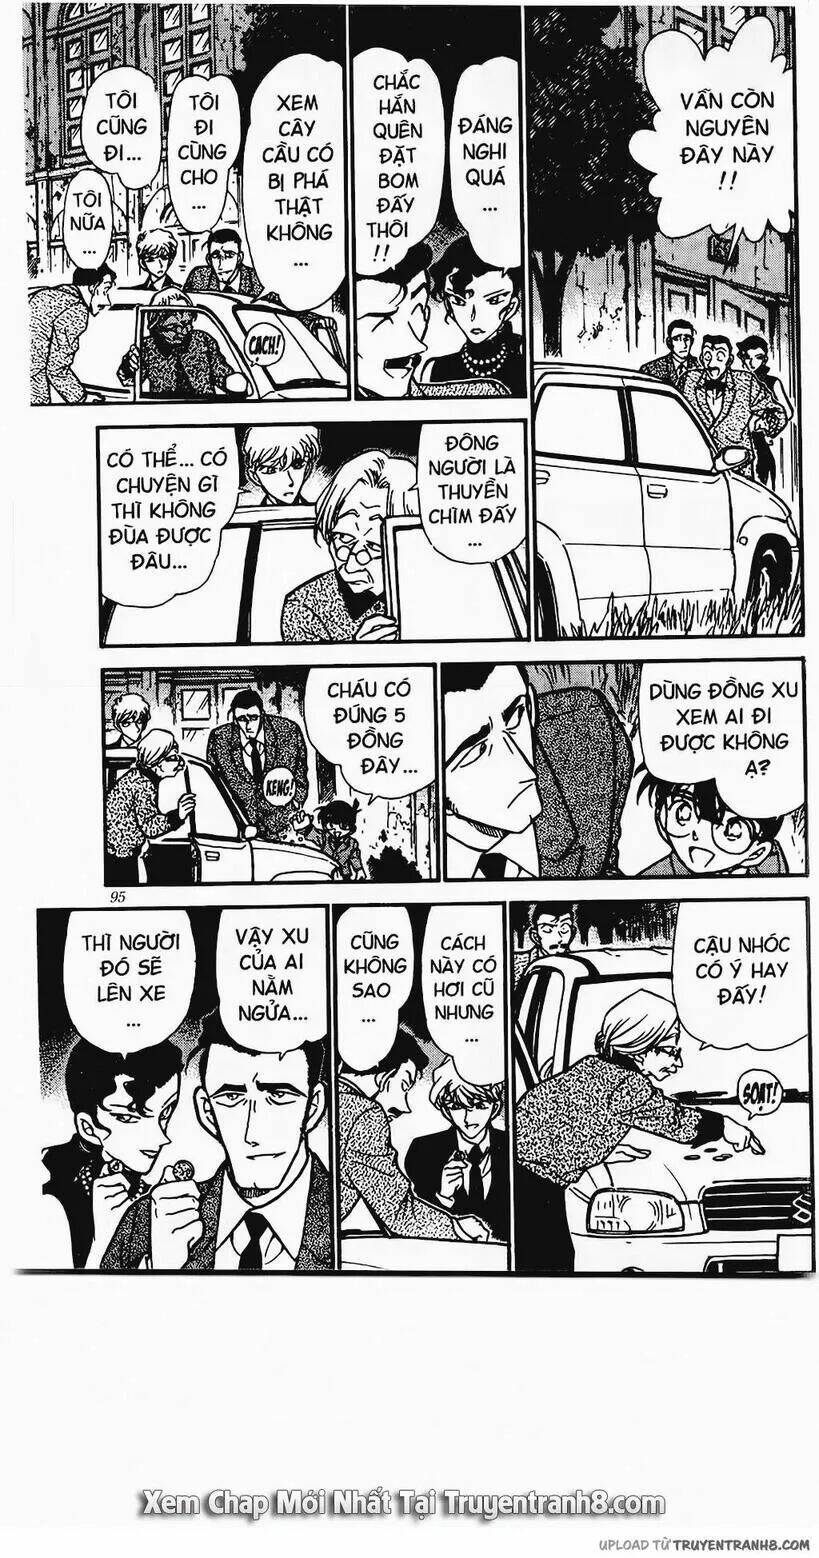 VẪN CÒN
NGUYÊN
ĐÂY NÀY
!!
ĐÁNG
NGHI
QUÁ
...
CHẮC
HẮN
QUÊN
ĐẶT
BOM
ĐẤY
THÔI
!!
XEM
CÂY
CẦU CÓ
BỊ PHÁ
THẬT
KHÔNG
...
TÔI
ĐI
CÙNG
CHO
...
TÔI
CŨNG
ĐI...
TÔI
NỮA
...
CẠCH!
ĐÔNG
NGƯỜI LÀ
THUYỀN
CHÌM ĐẤY
...
CÓ THỂ... CÓ
CHUYỆN GÌ
THÌ KHÔNG
ĐÙA ĐƯỢC
ĐÂU...
DÙNG ĐỒNG XU
XEM AI ĐI
ĐƯỢC KHÔNG
Ạ?
CHÁU CÓ
ĐÚNG 5
ĐỒNG
ĐÂY...
KENG!
95
CẬU NHÓC
CÓ Ý HAY
ĐẤY!
SOẠT!
CÁCH
NÀY CÓ
HƠI CŨ
NHƯNG
...
CŨNG
KHÔNG
SAO
...
VẬY XU
CỦA AI
NẰM
NGỬA...
THÌ NGƯỜI
ĐÓ SẼ
LÊN XE
...
Xem Chap Mới Nhất Tại Truyentranh8.com
UPLOAD TỪ TRUYENTRANH8.COM